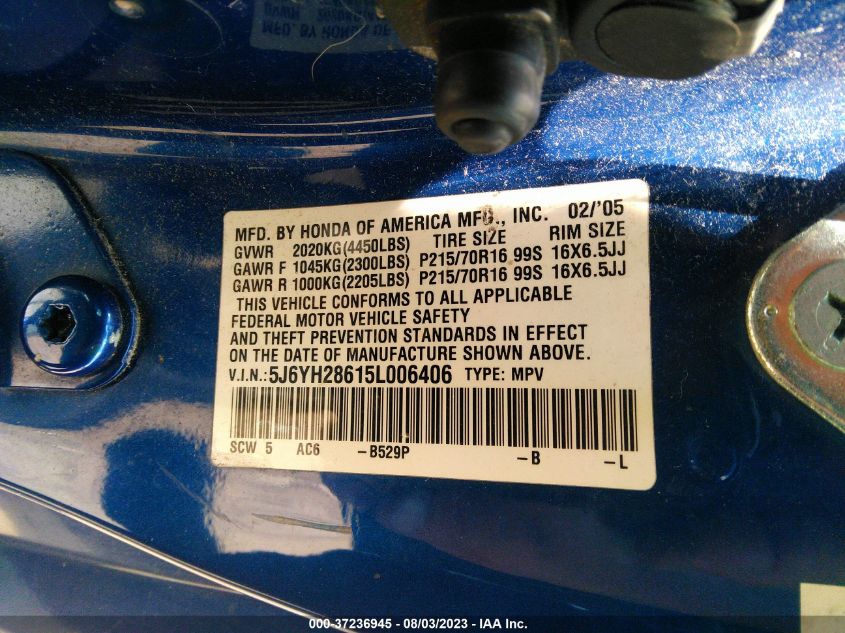 MFD. BY HONDA OF AMERICA MFG., INC. 02/'05
GVWR 2020KG(4450LBS) TIRE SIZE RIM SIZE
GAWR F 1045KG(2300LBS) P215/70R16 99S 16X6.5JJ
GAWR R 1000KG(2205LBS) P215/70R16 99S 16X6.5JJ
THIS VEHICLE CONFORMS TO ALL APPLICABLE
FEDERAL MOTOR VEHICLE SAFETY
AND THEFT PREVENTION STANDARDS IN EFFECT
ON THE DATE OF MANUFACTURE SHOWN ABOVE.
V.I.N.:5J6YH28615L006406 TYPE: MPV
SCW 5 AC6 -B529P -B -L
000-37236945 - 08/03/2023 - IAA Inc.